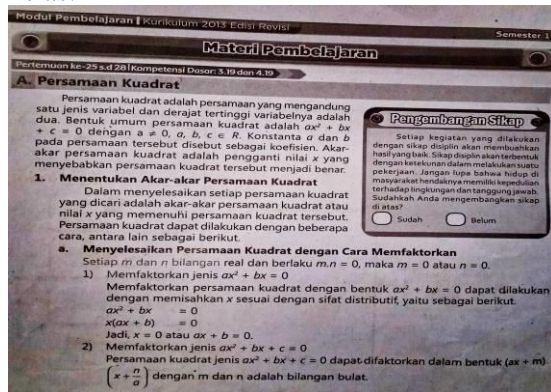 Modul Pembelajaran | Kurikulum 2013 Edisi Revisi
Semester 1
Materi Pembelajaran
Pertemuan ke-25 s.d 28 | Kompetensi Dasar: 3.19 dan 4.19
A. Persamaan Kuadrat
Persamaan kuadrat adalah persamaan yang mengandung
satu jenis variabel dan derajat tertinggi variabelnya adalah
dua. Bentuk umum persamaan kuadrat adalah ax² + bx
+ c = 0 dengan a ≠ 0, a, b, c ∈ R. Konstanta a dan b
pada persamaan tersebut disebut sebagai koefisien. Akar-
akar persamaan kuadrat adalah pengganti nilai x yang
menyebabkan persamaan kuadrat tersebut menjadi benar.
1. Menentukan Akar-akar Persamaan Kuadrat
Dalam menyelesaikan setiap persamaan kuadrat
yang dicari adalah akar-akar persamaan kuadrat atau
nilai x yang memenuhi persamaan kuadrat tersebut.
Persamaan kuadrat dapat dilakukan dengan beberapa
cara, antara lain sebagai berikut.
Pengembangan Sikap
Setiap kegiatan yang dilakukan
dengan sikap disiplin akan membuahkan
hasil yang baik. Sikap disiplin akan terbentuk
dengan ketekunan dalam melakukan suatu
pekerjaan. Jangan lupa bahwa hidup di
masyarakat hendaknya memiliki kepedulian
terhadap lingkungan dan tanggung jawab.
Sudahkah Anda mengembangkan sikap
di atas?
Sudah Belum
a. Menyelesaikan Persamaan Kuadrat dengan Cara Memfaktorkan
Setiap m dan n bilangan real dan berlaku m.n = 0, maka m = 0 atau n = 0.
1) Memfaktorkan jenis ax² + bx = 0
Memfaktorkan persamaan kuadrat dengan bentuk ax² + bx = 0 dapat dilakukan
dengan memisahkan x sesuai dengan sifat distributif, yaitu sebagai berikut.
ax² + bx = 0
x(ax + b) = 0
Jadi, x = 0 atau ax + b = 0.
2) Memfaktorkan jenis ax² + bx + c = 0
Persamaan kuadrat jenis ax² + bx + c = 0 dapat difaktorkan dalam bentuk (ax + m)
(x + n/a) dengan m dan n adalah bilangan bulat.